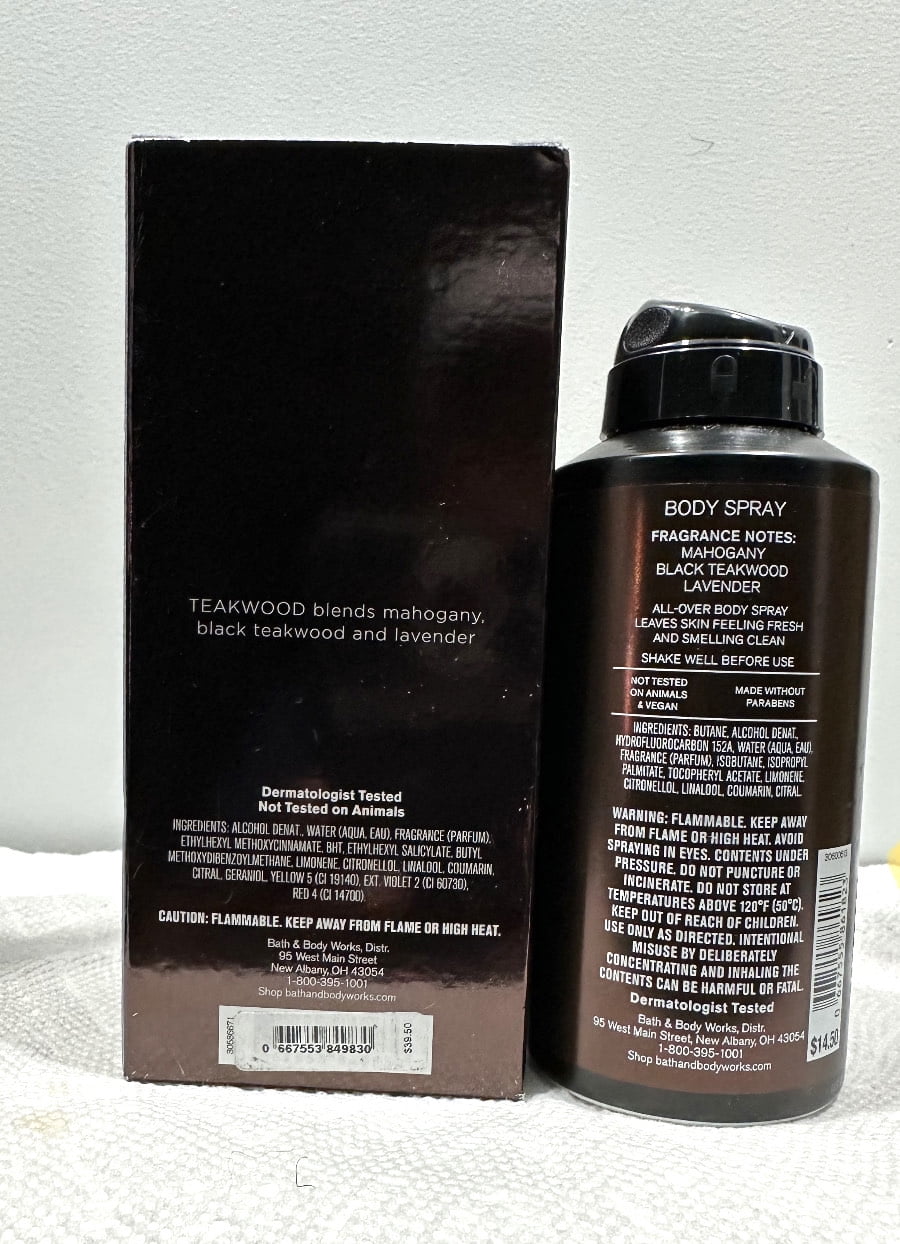 TEAKWOOD blends mahogany,
black teakwood and lavender
Dermatologist Tested
Not Tested on Animals
INGREDIENTS: ALCOHOL DENAT., WATER (AQUA, EAU), FRAGRANCE (PARFUM),
ETHYLHEXYL METHOXYCINNAMATE, BHT, ETHYLHEXYL SALICYLATE, BUTYL
METHOXYDIBENZOYLMETHANE, LIMONENE, CITRONELLOL, LINALOOL, COUMARIN,
CITRAL, GERANIOL, YELLOW 5 (CI 19140), EXT. VIOLET 2 (CI 60730),
RED 4 (CI 14700).
CAUTION: FLAMMABLE. KEEP AWAY FROM FLAME OR HIGH HEAT.
Bath & Body Works, Distr.
95 West Main Street
New Albany, OH 43054
1-800-395-1001
Shop bathandbodyworks.com
30586671
0 667553 849830
$39.50
BODY SPRAY
FRAGRANCE NOTES:
MAHOGANY
BLACK TEAKWOOD
LAVENDER
ALL-OVER BODY SPRAY
LEAVES SKIN FEELING FRESH
AND SMELLING CLEAN
SHAKE WELL BEFORE USE
NOT TESTED
ON ANIMALS
& VEGAN
MADE WITHOUT
PARABENS
INGREDIENTS: BUTANE, ALCOHOL DENAT.,
HYDROFLUOROCARBON 152A, WATER (AQUA, EAU),
FRAGRANCE (PARFUM), ISOBUTANE, ISOPROPYL
PALMITATE, TOCOPHERYL ACETATE, LIMONENE,
CITRONELLOL, LINALOOL, COUMARIN, CITRAL.
WARNING: FLAMMABLE. KEEP AWAY
FROM FLAME OR HIGH HEAT. AVOID
SPRAYING IN EYES. CONTENTS UNDER
PRESSURE. DO NOT PUNCTURE OR
INCINERATE. DO NOT STORE AT
TEMPERATURES ABOVE 120°F (50°C).
KEEP OUT OF REACH OF CHILDREN.
USE ONLY AS DIRECTED. INTENTIONAL
MISUSE BY DELIBERATELY
CONCENTRATING AND INHALING THE
CONTENTS CAN BE HARMFUL OR FATAL.
Dermatologist Tested
Bath & Body Works, Distr.
95 West Main Street, New Albany, OH 43054
1-800-395-1001
Shop bathandbodyworks.com
$14.50